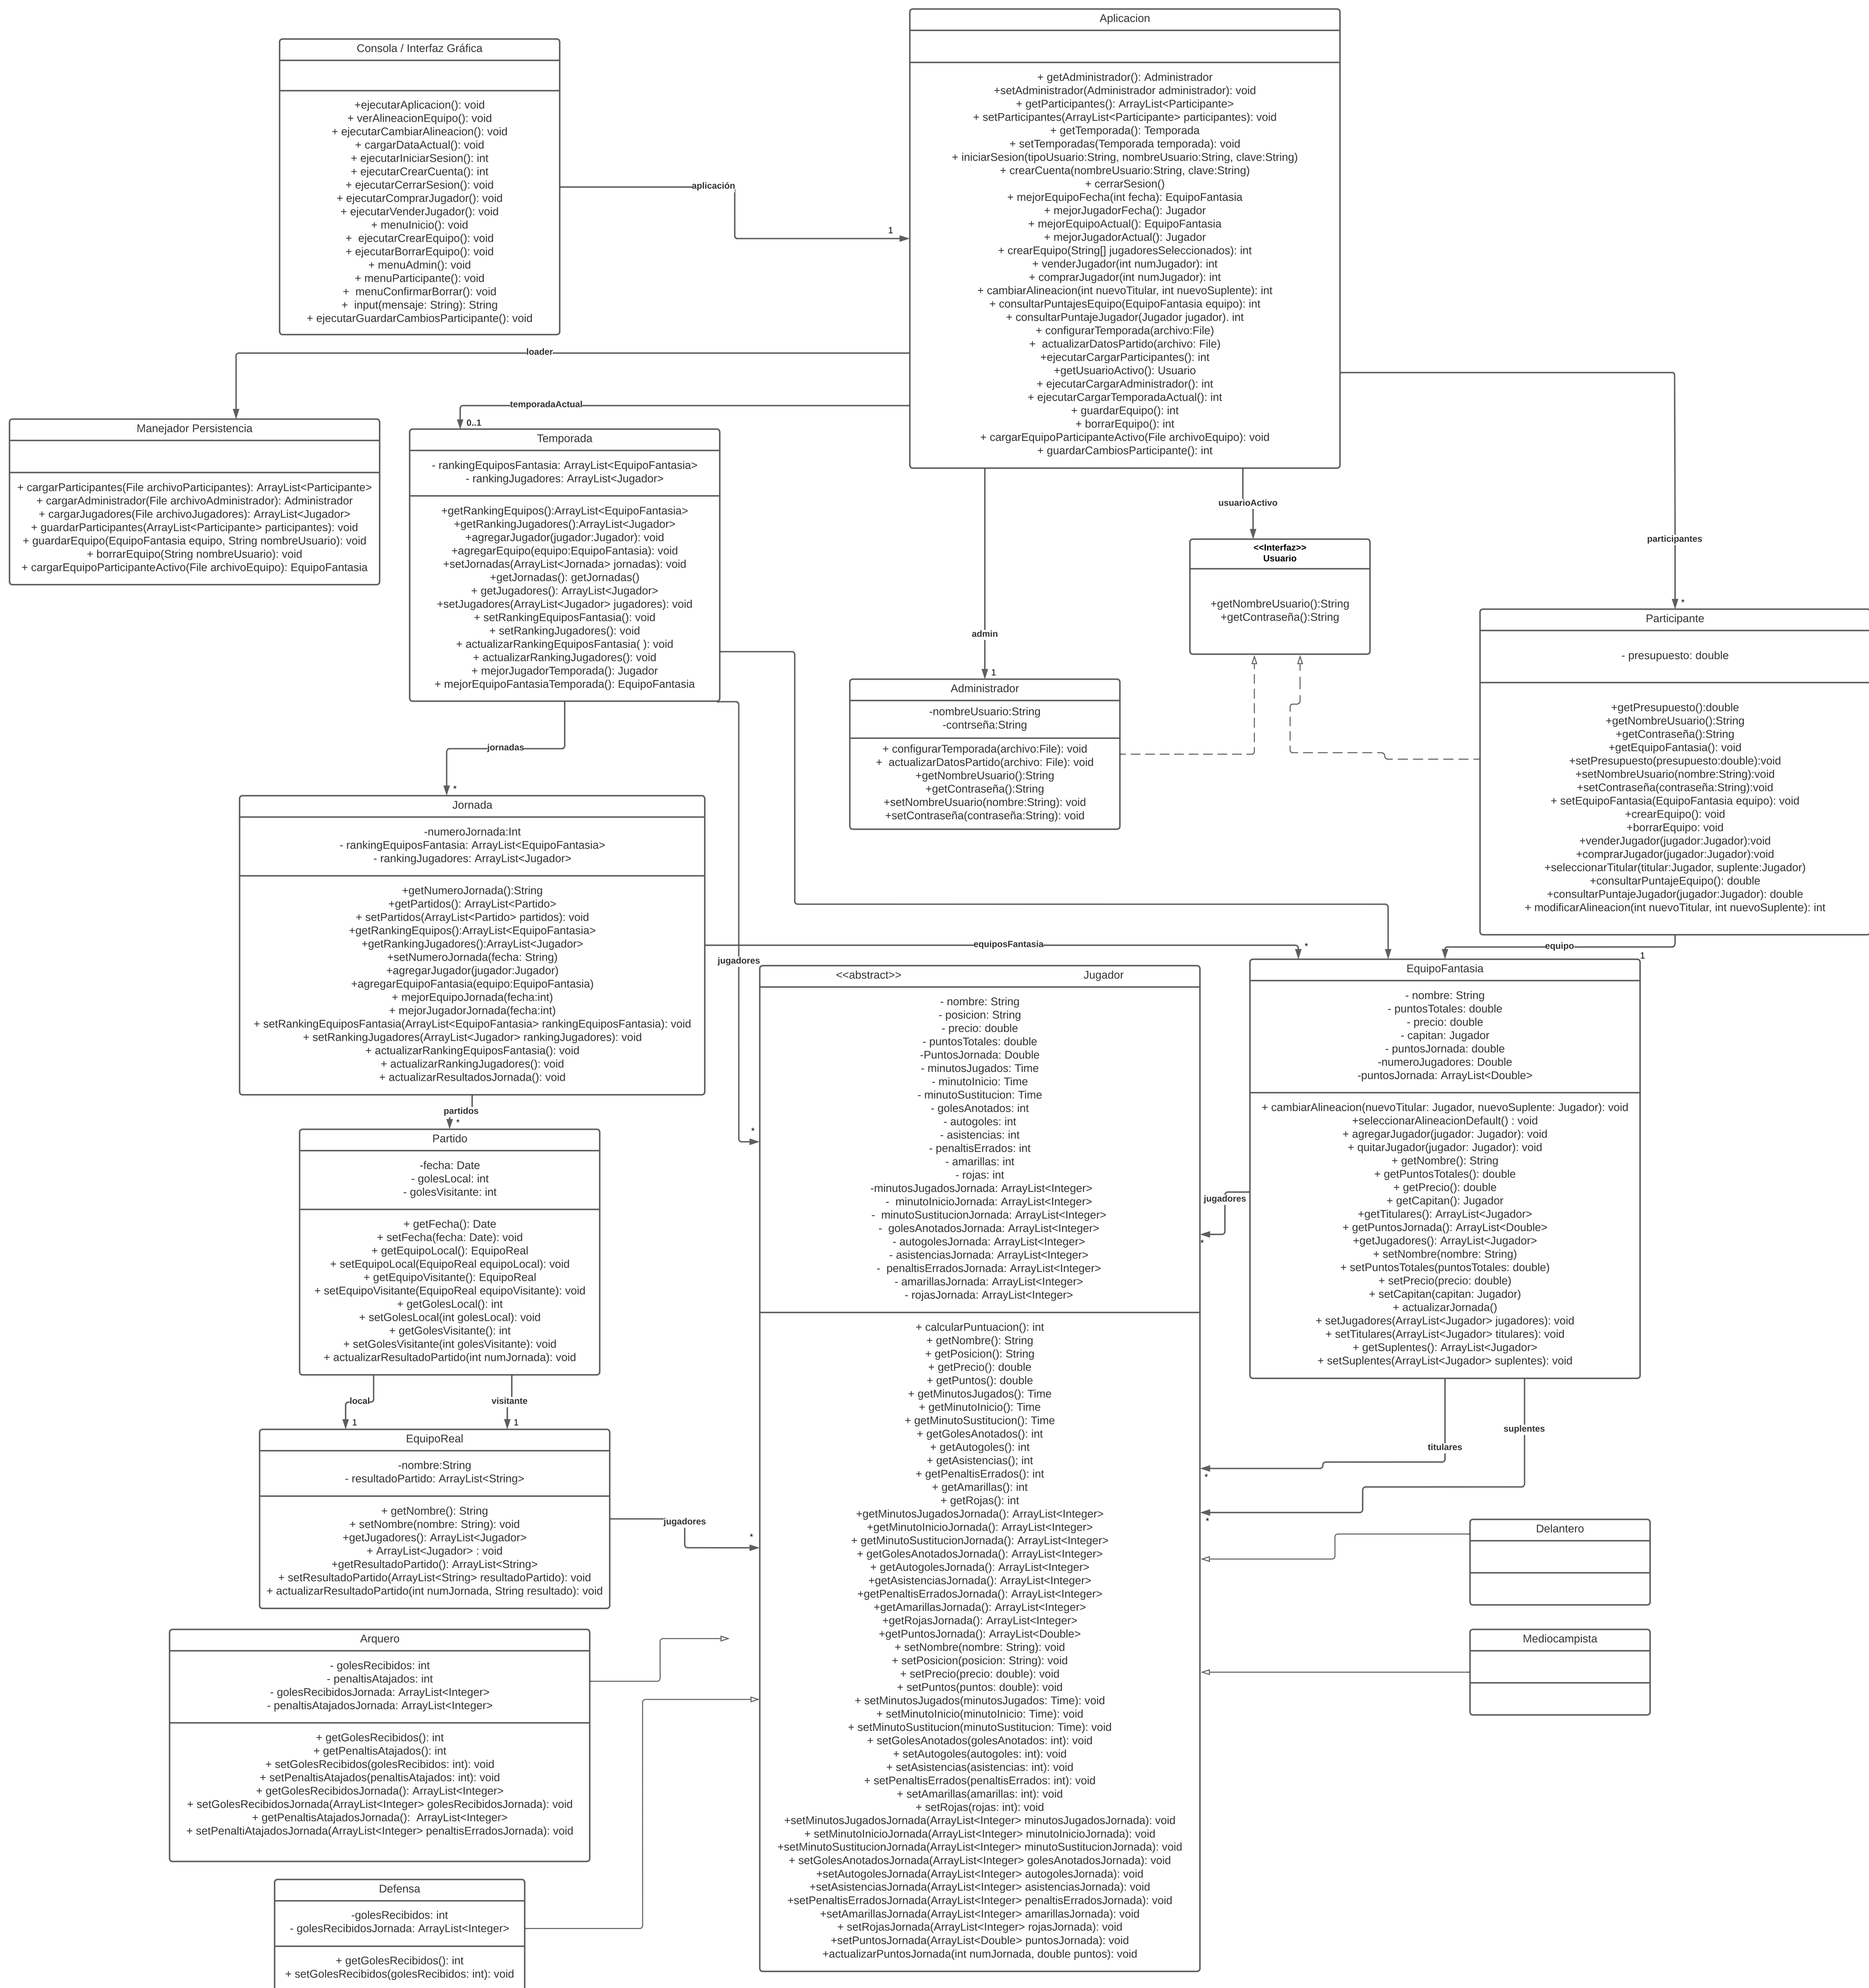 Aplicacion
+ getAdministrador(): Administrador
+setAdministrador(Administrador administrador): void
+ getParticipantes(): ArrayList<Participante>
+ setParticipantes(ArrayList<Participante> participantes): void
+ getTemporada(): Temporada
+ setTemporadas(Temporada temporada): void
+ iniciarSesion(tipoUsuario:String, nombreUsuario:String, clave:String)
+ crearCuenta(nombreUsuario:String, clave:String)
+ cerrarSesion()
+ mejorEquipoFecha(int fecha): EquipoFantasia
+ mejorJugadorFecha(): Jugador
+ mejorEquipoActual(): EquipoFantasia
+ mejorJugadorActual(): Jugador
+ crearEquipo(String[] jugadoresSeleccionados): int
+ venderJugador(int numJugador): int
+ comprarJugador(int numJugador): int
+ cambiarAlineacion(int nuevoTitular, int nuevoSuplente): int
+ consultarPuntajesEquipo(EquipoFantasia equipo): int
+ consultarPuntajeJugador(Jugador jugador). int
+ configurarTemporada(archivo:File)
+  actualizarDatosPartido(archivo: File)
+ejecutarCargarParticipantes(): int
+getUsuarioActivo(): Usuario
+ ejecutarCargarAdministrador(): int
+ ejecutarCargarTemporadaActual(): int
+ guardarEquipo(): int
+ borrarEquipo(): int
+ cargarEquipoParticipanteActivo(File archivoEquipo): void
+ guardarCambiosParticipante(): int
Consola / Interfaz Gráfica
+ejecutarAplicacion(): void
+ verAlineacionEquipo(): void
+ ejecutarCambiarAlineacion(): void
+ cargarDataActual(): void
+ ejecutarIniciarSesion(): int
+ ejecutarCrearCuenta(): int
+ ejecutarCerrarSesion(): void
+ ejecutarComprarJugador(): void
+ ejecutarVenderJugador(): void
+ menuInicio(): void
+  ejecutarCrearEquipo(): void
+ ejecutarBorrarEquipo(): void
+ menuAdmin(): void
+ menuParticipante(): void
+  menuConfirmarBorrar(): void
+  input(mensaje: String): String
+ ejecutarGuardarCambiosParticipante(): void
aplicación
1
loader
temporadaActual
0..1
Manejador Persistencia
+ cargarParticipantes(File archivoParticipantes): ArrayList<Participante>
+ cargarAdministrador(File archivoAdministrador): Administrador
+ cargarJugadores(File archivoJugadores): ArrayList<Jugador>
+ guardarParticipantes(ArrayList<Participante> participantes): void
+ guardarEquipo(EquipoFantasia equipo, String nombreUsuario): void
+ borrarEquipo(String nombreUsuario): void
+ cargarEquipoParticipanteActivo(File archivoEquipo): EquipoFantasia
Temporada
- rankingEquiposFantasia: ArrayList<EquipoFantasia>
- rankingJugadores: ArrayList<Jugador>
+getRankingEquipos():ArrayList<EquipoFantasia>
+getRankingJugadores():ArrayList<Jugador>
+agregarJugador(jugador:Jugador): void
+agregarEquipo(equipo:EquipoFantasia): void
+setJornadas(ArrayList<Jornada> jornadas): void
+getJornadas(): getJornadas()
+ getJugadores(): ArrayList<Jugador>
+setJugadores(ArrayList<Jugador> jugadores): void
+ setRankingEquiposFantasia(): void
+ setRankingJugadores(): void
+ actualizarRankingEquiposFantasia( ): void
+ actualizarRankingJugadores(): void
+ mejorJugadorTemporada(): Jugador
+ mejorEquipoFantasiaTemporada(): EquipoFantasia
usuarioActivo
<<Interfaz>>
Usuario
+getNombreUsuario():String
+getContraseña():String
participantes
*
admin
1
Administrador
-nombreUsuario:String
-contrseña:String
+ configurarTemporada(archivo:File): void
+  actualizarDatosPartido(archivo: File): void
+getNombreUsuario():String
+getContraseña():String
+setNombreUsuario(nombre:String): void
+setContraseña(contraseña:String): void
Participante
- presupuesto: double
+getPresupuesto():double
+getNombreUsuario():String
+getContraseña():String
+getEquipoFantasia(): void
+setPresupuesto(presupuesto:double):void
+setNombreUsuario(nombre:String):void
+setContraseña(contraseña:String):void
+ setEquipoFantasia(EquipoFantasia equipo): void
+crearEquipo(): void
+borrarEquipo: void
+venderJugador(jugador:Jugador):void
+comprarJugador(jugador:Jugador):void
+seleccionarTitular(titular:Jugador, suplente:Jugador)
+consultarPuntajeEquipo(): double
+consultarPuntajeJugador(jugador:Jugador): double
+ modificarAlineacion(int nuevoTitular, int nuevoSuplente): int
jornadas
*
Jornada
-numeroJornada:Int
- rankingEquiposFantasia: ArrayList<EquipoFantasia>
- rankingJugadores: ArrayList<Jugador>
+getNumeroJornada():String
+getPartidos(): ArrayList<Partido>
+ setPartidos(ArrayList<Partido> partidos): void
+getRankingEquipos():ArrayList<EquipoFantasia>
+getRankingJugadores():ArrayList<Jugador>
+setNumeroJornada(fecha: String)
+agregarJugador(jugador:Jugador)
+agregarEquipoFantasia(equipo:EquipoFantasia)
+ mejorEquipoJornada(fecha:int)
+ mejorJugadorJornada(fecha:int)
+ setRankingEquiposFantasia(ArrayList<EquipoFantasia> rankingEquiposFantasia): void
+ setRankingJugadores(ArrayList<Jugador> rankingJugadores): void
+ actualizarRankingEquiposFantasia(): void
+ actualizarRankingJugadores(): void
+ actualizarResultadosJornada(): void
equiposFantasia
*
equipo
1
jugadores
*
<<abstract>> Jugador
- nombre: String
- posicion: String
- precio: double
- puntosTotales: double
-PuntosJornada: Double
- minutosJugados: Time
- minutoInicio: Time
- minutoSustitucion: Time
- golesAnotados: int
- autogoles: int
- asistencias: int
- penaltisErrados: int
- amarillas: int
- rojas: int
-minutosJugadosJornada: ArrayList<Integer>
-  minutoInicioJornada: ArrayList<Integer>
-  minutoSustitucionJornada: ArrayList<Integer>
-  golesAnotadosJornada: ArrayList<Integer>
- autogolesJornada: ArrayList<Integer>
- asistenciasJornada: ArrayList<Integer>
-  penaltisErradosJornada: ArrayList<Integer>
- amarillasJornada: ArrayList<Integer>
- rojasJornada: ArrayList<Integer>
+ calcularPuntuacion(): int
+ getNombre(): String
+ getPosicion(): String
+ getPrecio(): double
+ getPuntos(): double
+ getMinutosJugados(): Time
+ getMinutoInicio(): Time
+ getMinutoSustitucion(): Time
+ getGolesAnotados(): int
+ getAutogoles(): int
+ getAsistencias(); int
+ getPenaltisErrados(): int
+ getAmarillas(): int
+ getRojas(): int
+getMinutosJugadosJornada(): ArrayList<Integer>
+getMinutoInicioJornada(): ArrayList<Integer>
+ getMinutoSustitucionJornada(): ArrayList<Integer>
+ getGolesAnotadosJornada(): ArrayList<Integer>
+ getAutogolesJornada(): ArrayList<Integer>
+getAsistenciasJornada(): ArrayList<Integer>
+getPenaltisErradosJornada(): ArrayList<Integer>
+getAmarillasJornada(): ArrayList<Integer>
+getRojasJornada(): ArrayList<Integer>
+getPuntosJornada(): ArrayList<Double>
+ setNombre(nombre: String): void
+ setPosicion(posicion: String): void
+ setPrecio(precio: double): void
+ setPuntos(puntos: double): void
+ setMinutosJugados(minutosJugados: Time): void
+ setMinutoInicio(minutoInicio: Time): void
+ setMinutoSustitucion(minutoSustitucion: Time): void
+ setGolesAnotados(golesAnotados: int): void
+ setAutogoles(autogoles: int): void
+ setAsistencias(asistencias: int): void
+ setPenaltisErrados(penaltisErrados: int): void
+ setAmarillas(amarillas: int): void
+ setRojas(rojas: int): void
+setMinutosJugadosJornada(ArrayList<Integer> minutosJugadosJornada): void
+ setMinutoInicioJornada(ArrayList<Integer> minutoInicioJornada): void
+setMinutoSustitucionJornada(ArrayList<Integer> minutoSustitucionJornada): void
+ setGolesAnotadosJornada(ArrayList<Integer> golesAnotadosJornada): void
+setAutogolesJornada(ArrayList<Integer> autogolesJornada): void
+setAsistenciasJornada(ArrayList<Integer> asistenciasJornada): void
+setPenaltisErradosJornada(ArrayList<Integer> penaltisErradosJornada): void
+setAmarillasJornada(ArrayList<Integer> amarillasJornada): void
+ setRojasJornada(ArrayList<Integer> rojasJornada): void
+setPuntosJornada(ArrayList<Double> puntosJornada): void
+actualizarPuntosJornada(int numJornada, double puntos): void
EquipoFantasia
- nombre: String
- puntosTotales: double
- precio: double
- capitan: Jugador
- puntosJornada: double
-numeroJugadores: Double
-puntosJornada: ArrayList<Double>
+ cambiarAlineacion(nuevoTitular: Jugador, nuevoSuplente: Jugador): void
+seleccionarAlineacionDefault() : void
+ agregarJugador(jugador: Jugador): void
+ quitarJugador(jugador: Jugador): void
+ getNombre(): String
+ getPuntosTotales(): double
+ getPrecio(): double
+ getCapitan(): Jugador
+getTitulares(): ArrayList<Jugador>
+ getPuntosJornada(): ArrayList<Double>
+getJugadores(): ArrayList<Jugador>
+ setNombre(nombre: String)
+ setPuntosTotales(puntosTotales: double)
+ setPrecio(precio: double)
+ setCapitan(capitan: Jugador)
+ actualizarJornada()
+ setJugadores(ArrayList<Jugador> jugadores): void
+ setTitulares(ArrayList<Jugador> titulares): void
+ getSuplentes(): ArrayList<Jugador>
+ setSuplentes(ArrayList<Jugador> suplentes): void
jugadores
*
partidos
*
Partido
-fecha: Date
- golesLocal: int
- golesVisitante: int
+ getFecha(): Date
+ setFecha(fecha: Date): void
+ getEquipoLocal(): EquipoReal
+ setEquipoLocal(EquipoReal equipoLocal): void
+ getEquipoVisitante(): EquipoReal
+ setEquipoVisitante(EquipoReal equipoVisitante): void
+ getGolesLocal(): int
+ setGolesLocal(int golesLocal): void
+ getGolesVisitante(): int
+ setGolesVisitante(int golesVisitante): void
+ actualizarResultadoPartido(int numJornada): void
local
1
visitante
1
EquipoReal
-nombre:String
- resultadoPartido: ArrayList<String>
+ getNombre(): String
+ setNombre(nombre: String): void
+getJugadores(): ArrayList<Jugador>
+ ArrayList<Jugador> : void
+getResultadoPartido(): ArrayList<String>
+ setResultadoPartido(ArrayList<String> resultadoPartido): void
+ actualizarResultadoPartido(int numJornada, String resultado): void
jugadores
*
titulares
*
suplentes
*
Delantero
Mediocampista
Arquero
- golesRecibidos: int
- penaltisAtajados: int
- golesRecibidosJornada: ArrayList<Integer>
- penaltisAtajadosJornada: ArrayList<Integer>
+ getGolesRecibidos(): int
+ getPenaltisAtajados(): int
+ setGolesRecibidos(golesRecibidos: int): void
+ setPenaltisAtajados(penaltisAtajados: int): void
+ getGolesRecibidosJornada(): ArrayList<Integer>
+ setGolesRecibidosJornada(ArrayList<Integer> golesRecibidosJornada): void
+ getPenaltisAtajadosJornada():  ArrayList<Integer>
+ setPenaltiAtajadosJornada(ArrayList<Integer> penaltisErradosJornada): void
Defensa
-golesRecibidos: int
- golesRecibidosJornada: ArrayList<Integer>
+ getGolesRecibidos(): int
+ setGolesRecibidos(golesRecibidos: int): void